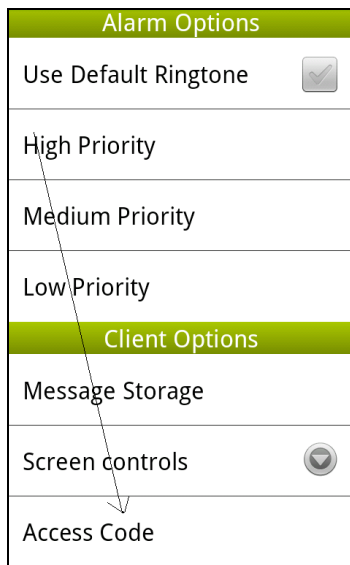 Alarm Options
Use Default Ringtone
High Priority
Medium Priority
Low Priority
Client Options
Message Storage
Screen controls
Access Code